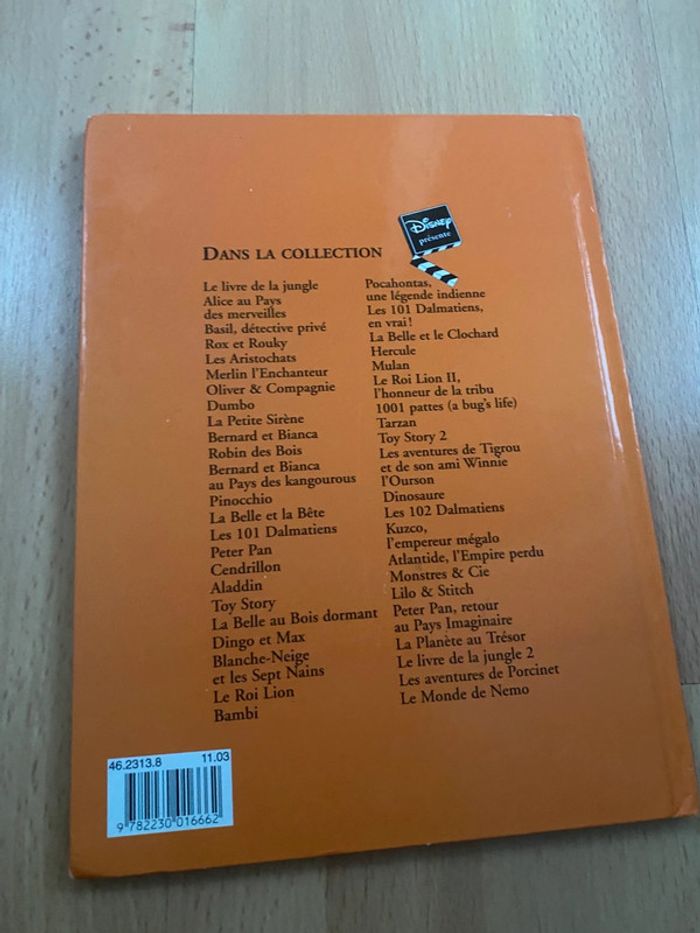 Disney
présente
DANS LA COLLECTION
Le livre de la jungle
Alice au Pays
des merveilles
Basil, détective privé
Rox et Rouky
Les Aristochats
Merlin l'Enchanteur
Oliver & Compagnie
Dumbo
La Petite Sirène
Bernard et Bianca
Robin des Bois
Bernard et Bianca
au Pays des kangourous
Pinocchio
La Belle et la Bête
Les 101 Dalmatiens
Peter Pan
Cendrillon
Aladdin
Toy Story
La Belle au Bois dormant
Dingo et Max
Blanche-Neige
et les Sept Nains
Le Roi Lion
Bambi
Pocahontas,
une légende indienne
Les 101 Dalmatiens,
en vrai !
La Belle et le Clochard
Hercule
Mulan
Le Roi Lion II,
l'honneur de la tribu
1001 pattes (a bug's life)
Tarzan
Toy Story 2
Les aventures de Tigrou
et de son ami Winnie
l'Ourson
Dinosaure
Les 102 Dalmatiens
Kuzco,
l'empereur mégalo
Atlantide, l'Empire perdu
Monstres & Cie
Lilo & Stitch
Peter Pan, retour
au Pays Imaginaire
La Planète au Trésor
Le livre de la jungle 2
Les aventures de Porcinet
Le Monde de Nemo
46.2313.8 11.03
9 782230 016662